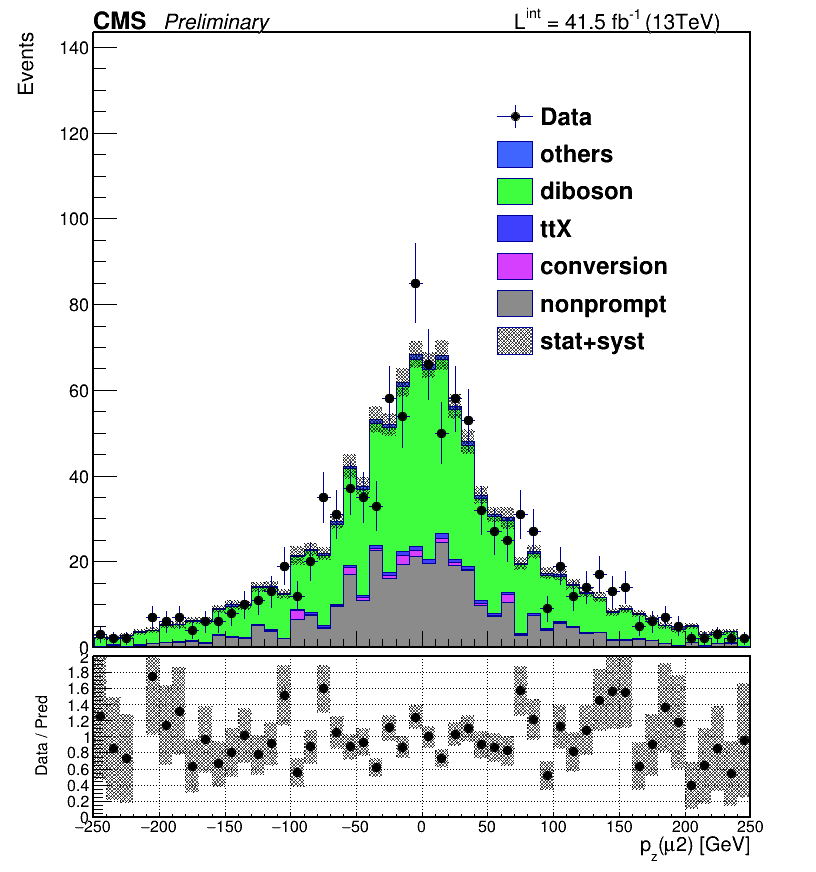 CMS Preliminary L^int = 41.5 fb^-1 (13TeV)
Events
140
120
100
80
60
40
20
0
Data
others
diboson
ttX
conversion
nonprompt
stat+syst
Data / Pred
2
1.8
1.6
1.4
1.2
1
0.8
0.6
0.4
0.2
0
−250 −200 −150 −100 −50 0 50 100 150 200 250
p_z(μ2) [GeV]